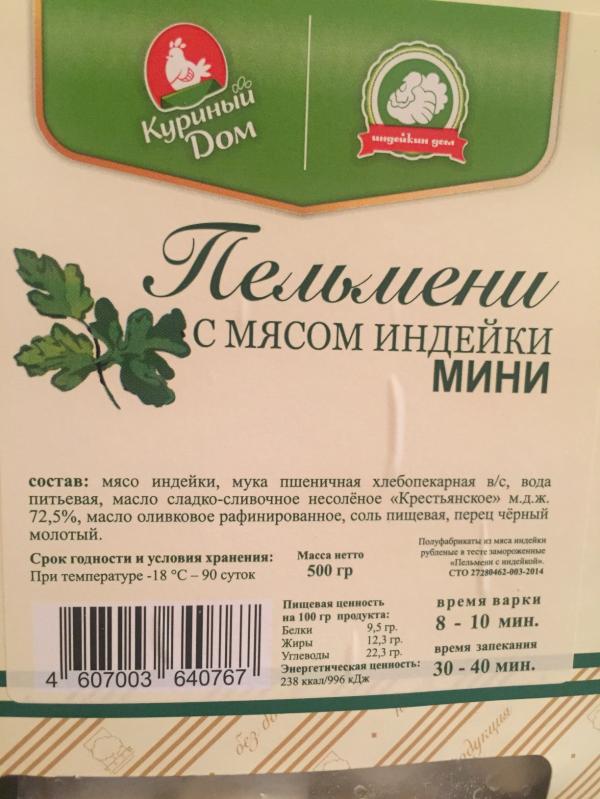 Куриный
Дом
индейкин дом
Пельмени
С МЯСОМ ИНДЕЙКИ
МИНИ
состав: мясо индейки, мука пшеничная хлебопекарная в/с, вода
питьевая, масло сладко-сливочное несолёное «Крестьянское» м.д.ж.
72,5%, масло оливковое рафинированное, соль пищевая, перец чёрный
молотый.
Срок годности и условия хранения:
При температуре -18 °С – 90 суток
Масса нетто
500 гр
Полуфабрикаты из мяса индейки
рубленые в тесте замороженные
«Пельмени с индейкой».
СТО 27280462-003-2014
Пищевая ценность
на 100 гр продукта:
Белки 9,5 гр.
Жиры 12,3 гр.
Углеводы 22,3 гр.
Энергетическая ценность:
238 ккал/996 кДж
время варки
8 - 10 мин.
время запекания
30 - 40 мин.
4 607003 640767
без